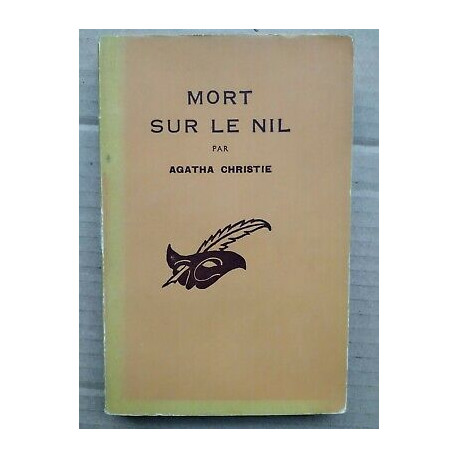 MORT
SUR LE NIL
PAR
AGATHA CHRISTIE